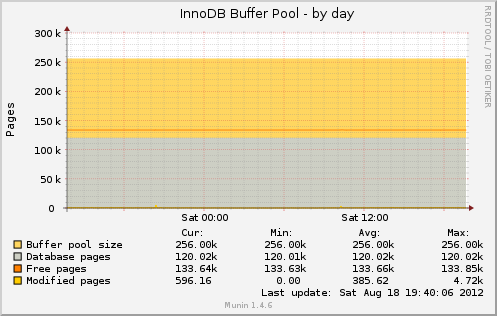 InnoDB Buffer Pool - by day
RRDTOOL / TOBI OETIKER
Pages
300 k
250 k
200 k
150 k
100 k
50 k
0
Sat 00:00 Sat 12:00
Cur: Min: Avg: Max:
Buffer pool size 256.00k 256.00k 256.00k 256.00k
Database pages 120.02k 120.01k 120.02k 120.02k
Free pages 133.64k 133.63k 133.66k 133.85k
Modified pages 596.16 0.00 385.62 4.72k
Last update: Sat Aug 18 19:40:06 2012
Munin 1.4.6